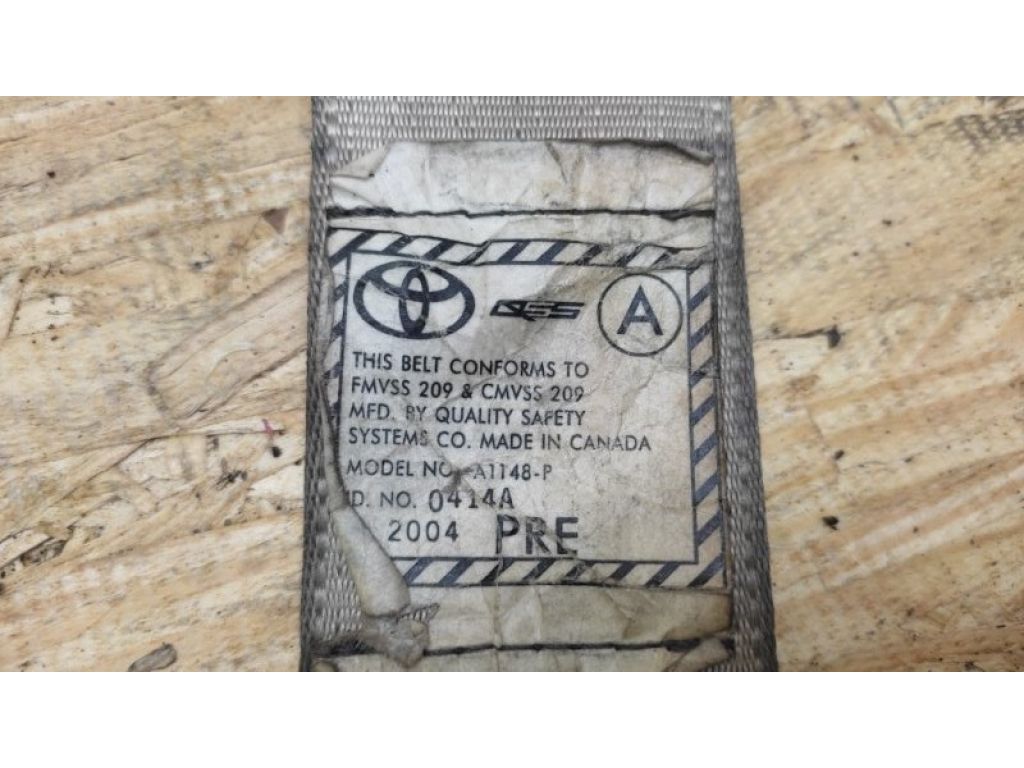 QSS A
THIS BELT CONFORMS TO
FMVSS 209 & CMVSS 209
MFD. BY QUALITY SAFETY
SYSTEMS CO. MADE IN CANADA
MODEL NO. A1148-P
D. NO. 0414A
2004 PRE